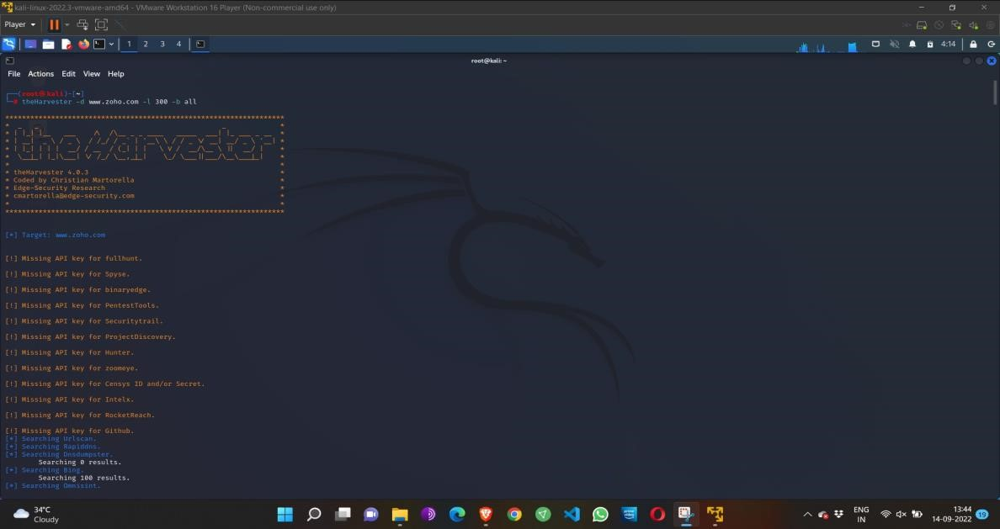 kali-linux-2022.3-vmware-amd64 - VMware Workstation 16 Player (Non-commercial use only)
Player
1 2 3 4
4:14
root@kali: ~
File Actions Edit View Help
(root㉿kali)-[~]
# theHarvester -d www.zoho.com -l 300 -b all
*******************************************************************
theHarvester
* theHarvester 4.0.3 *
* Coded by Christian Martorella *
* Edge-Security Research *
* cmartorella@edge-security.com *
* *
*******************************************************************
[*] Target: www.zoho.com
[!] Missing API key for fullhunt.
[!] Missing API key for Spyse.
[!] Missing API key for binaryedge.
[!] Missing API key for PentestTools.
[!] Missing API key for Securitytrail.
[!] Missing API key for ProjectDiscovery.
[!] Missing API key for Hunter.
[!] Missing API key for zoomeye.
[!] Missing API key for Censys ID and/or Secret.
[!] Missing API key for Intelx.
[!] Missing API key for RocketReach.
[!] Missing API key for Github.
[*] Searching Urlscan.
[*] Searching Rapiddns.
[*] Searching Dnsdumpster.
Searching 0 results.
[*] Searching Bing.
Searching 100 results.
[*] Searching Omnisint.
34°C
Cloudy
ENG
IN
13:44
14-09-2022
19